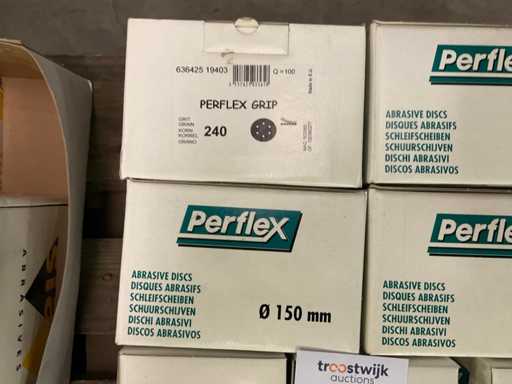 636425 19403
Q=100
Made in E.U.
PERFLEX GRIP
GRIT
GRAIN
KORN
KORREL
GRANO
240
Perflex
ABRASIVE DISCS
DISQUES ABRASIFS
SCHLEIFSCHEIBEN
SCHUURSCHIJVEN
DISCHI ABRASIVI
DISCOS ABRASIVOS
Perflex
ABRASIVE DISCS
DISQUES ABRASIFS
SCHLEIFSCHEIBEN
SCHUURSCHIJVEN
DISCHI ABRASIVI
DISCOS ABRASIVOS
Ø 150 mm
Perflex
ABRASIVE DISCS
DISQUES ABRASIFS
SCHLEIFSCHEIBEN
SCHUURSCHIJVEN
DISCHI ABRASIVI
DISCOS ABRASIVOS
ABRASIVES
troostwijk
auctions